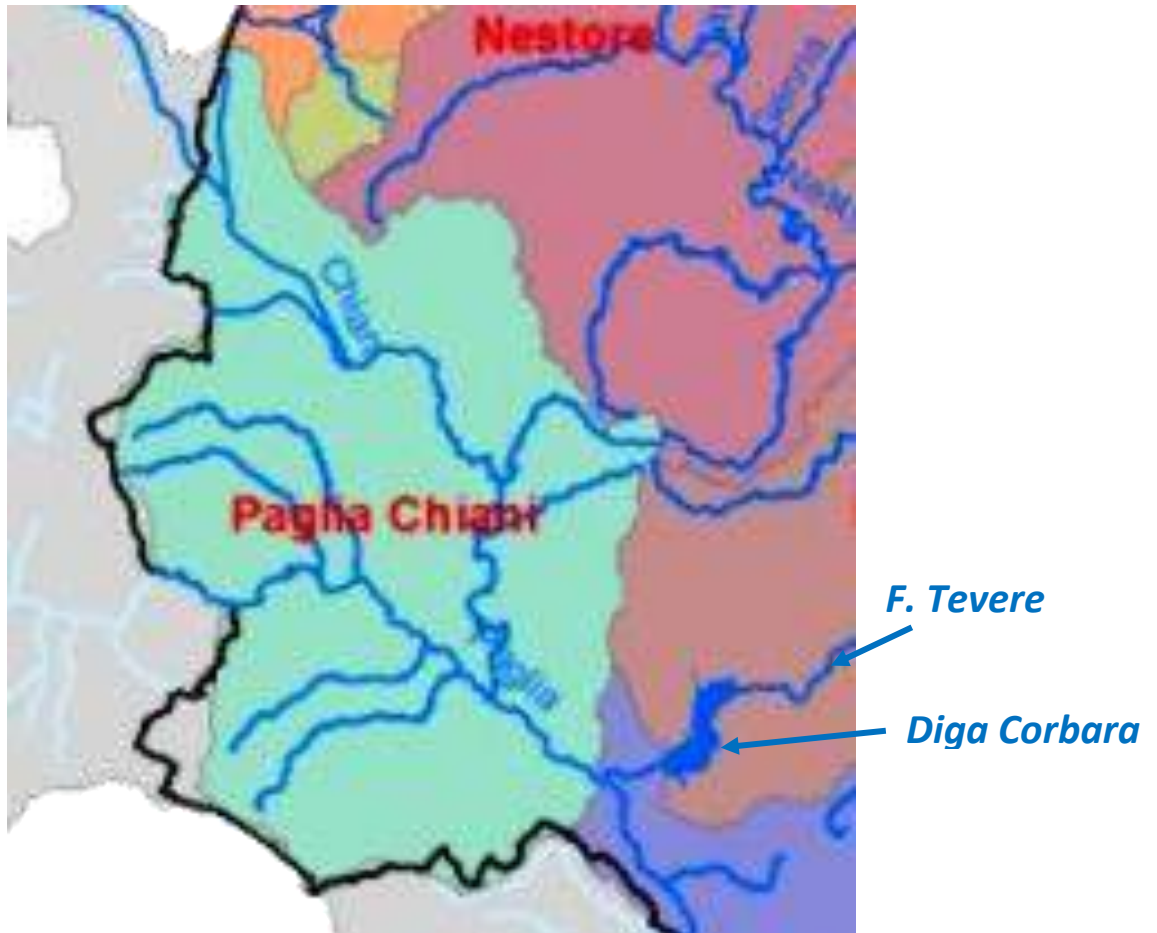 Nestore
Chiani
Paglia Chiani
Paglia
F. Tevere
Diga Corbara